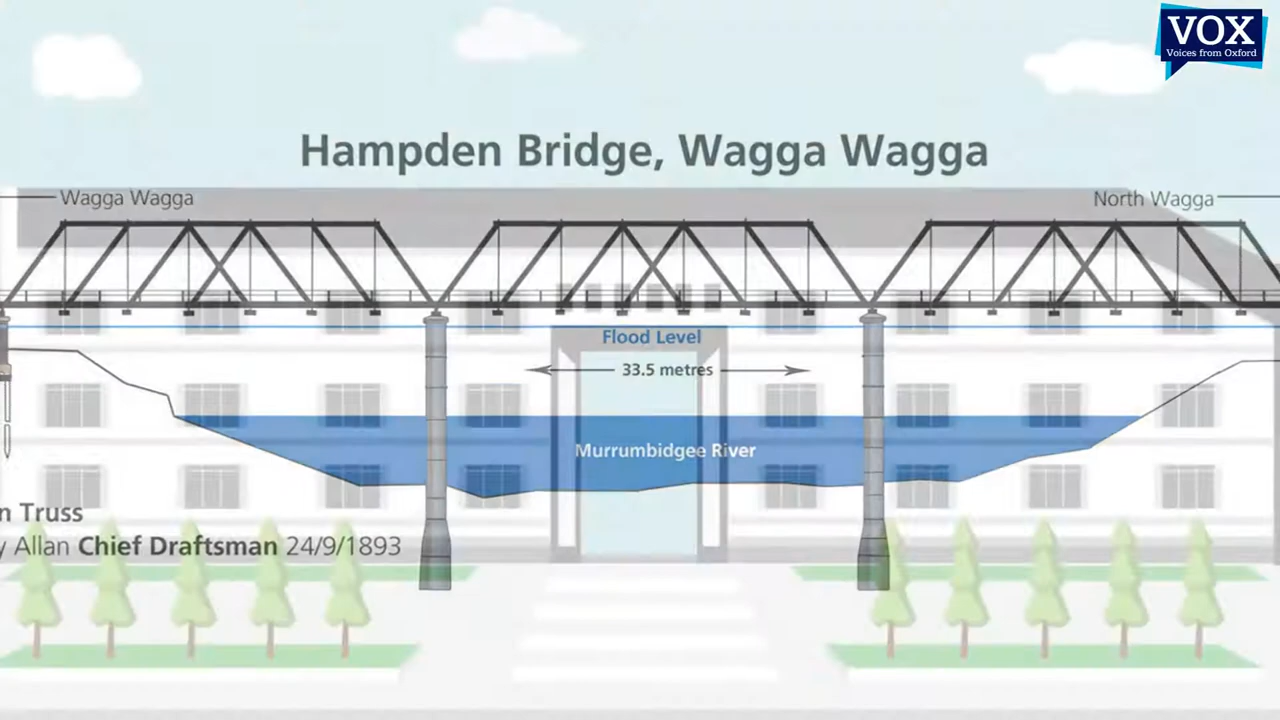 VOX
Voices from Oxford
Hampden Bridge, Wagga Wagga
Wagga Wagga
North Wagga
Flood Level
33.5 metres
Murrumbidgee River
n Truss
y Allan Chief Draftsman 24/9/1893